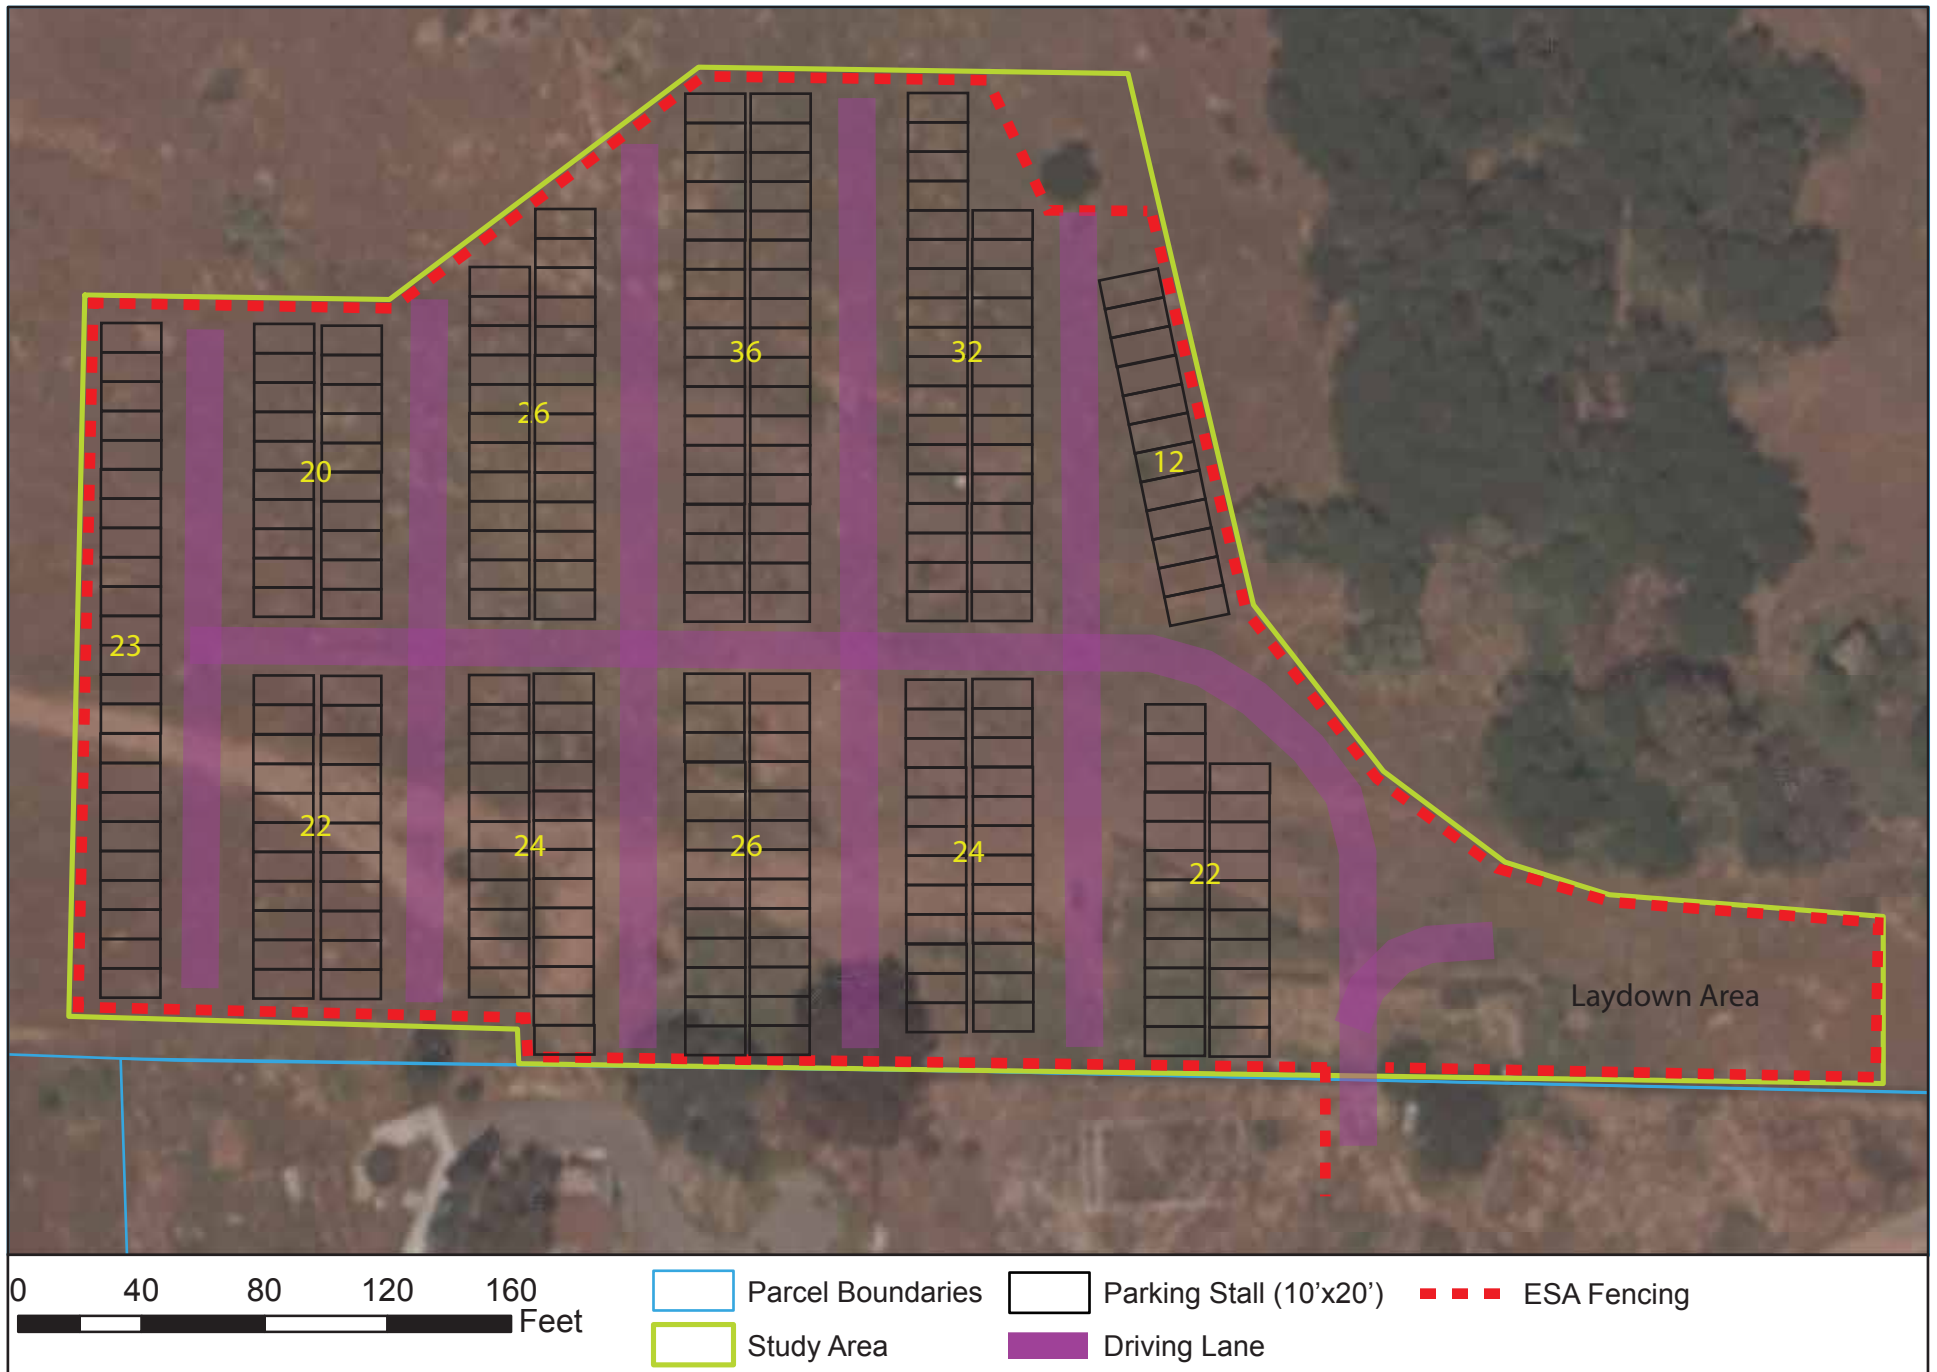 36
32
26
12
20
23
22
24
26
24
22
Laydown Area
0 40 80 120 160
Feet
Parcel Boundaries
Parking Stall (10'x20')
ESA Fencing
Study Area
Driving Lane